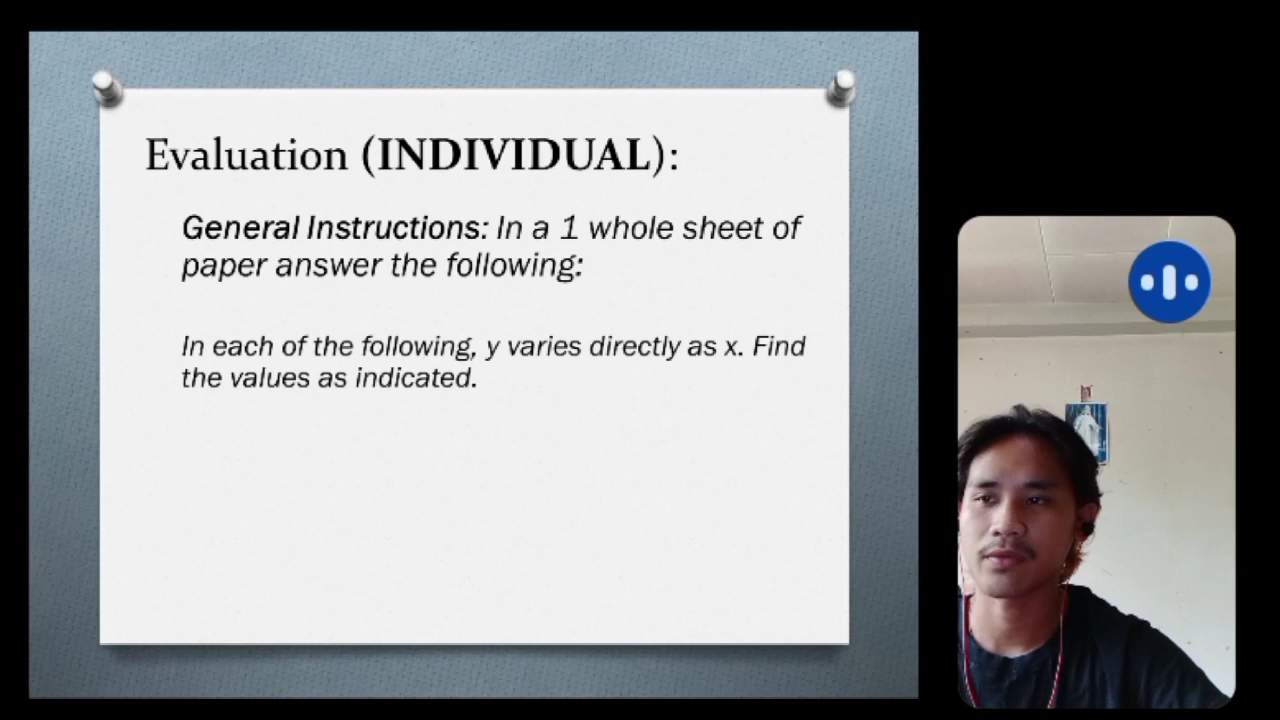 Evaluation (INDIVIDUAL):
General Instructions: In a 1 whole sheet of
paper answer the following:
In each of the following, y varies directly as x. Find
the values as indicated.